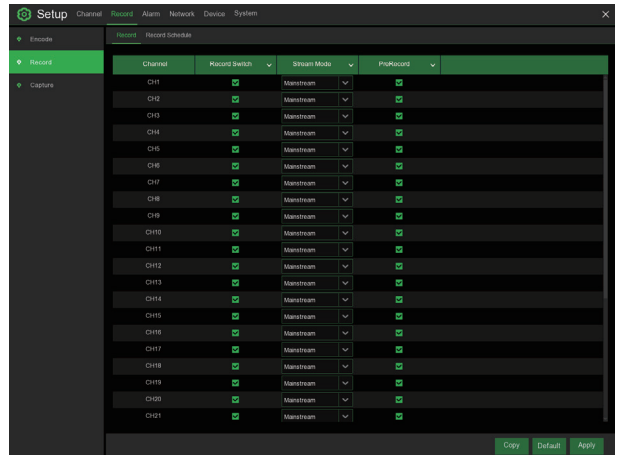 Setup Channel Record Alarm Network Device System
Encode
Record
Capture
Record Record Schedule
Channel Record Switch Stream Mode PreRecord
CH1 Mainstream
CH2 Mainstream
CH3 Mainstream
CH4 Mainstream
CH5 Mainstream
CH6 Mainstream
CH7 Mainstream
CH8 Mainstream
CH9 Mainstream
CH10 Mainstream
CH11 Mainstream
CH12 Mainstream
CH13 Mainstream
CH14 Mainstream
CH15 Mainstream
CH16 Mainstream
CH17 Mainstream
CH18 Mainstream
CH19 Mainstream
CH20 Mainstream
CH21 Mainstream
Copy Default Apply